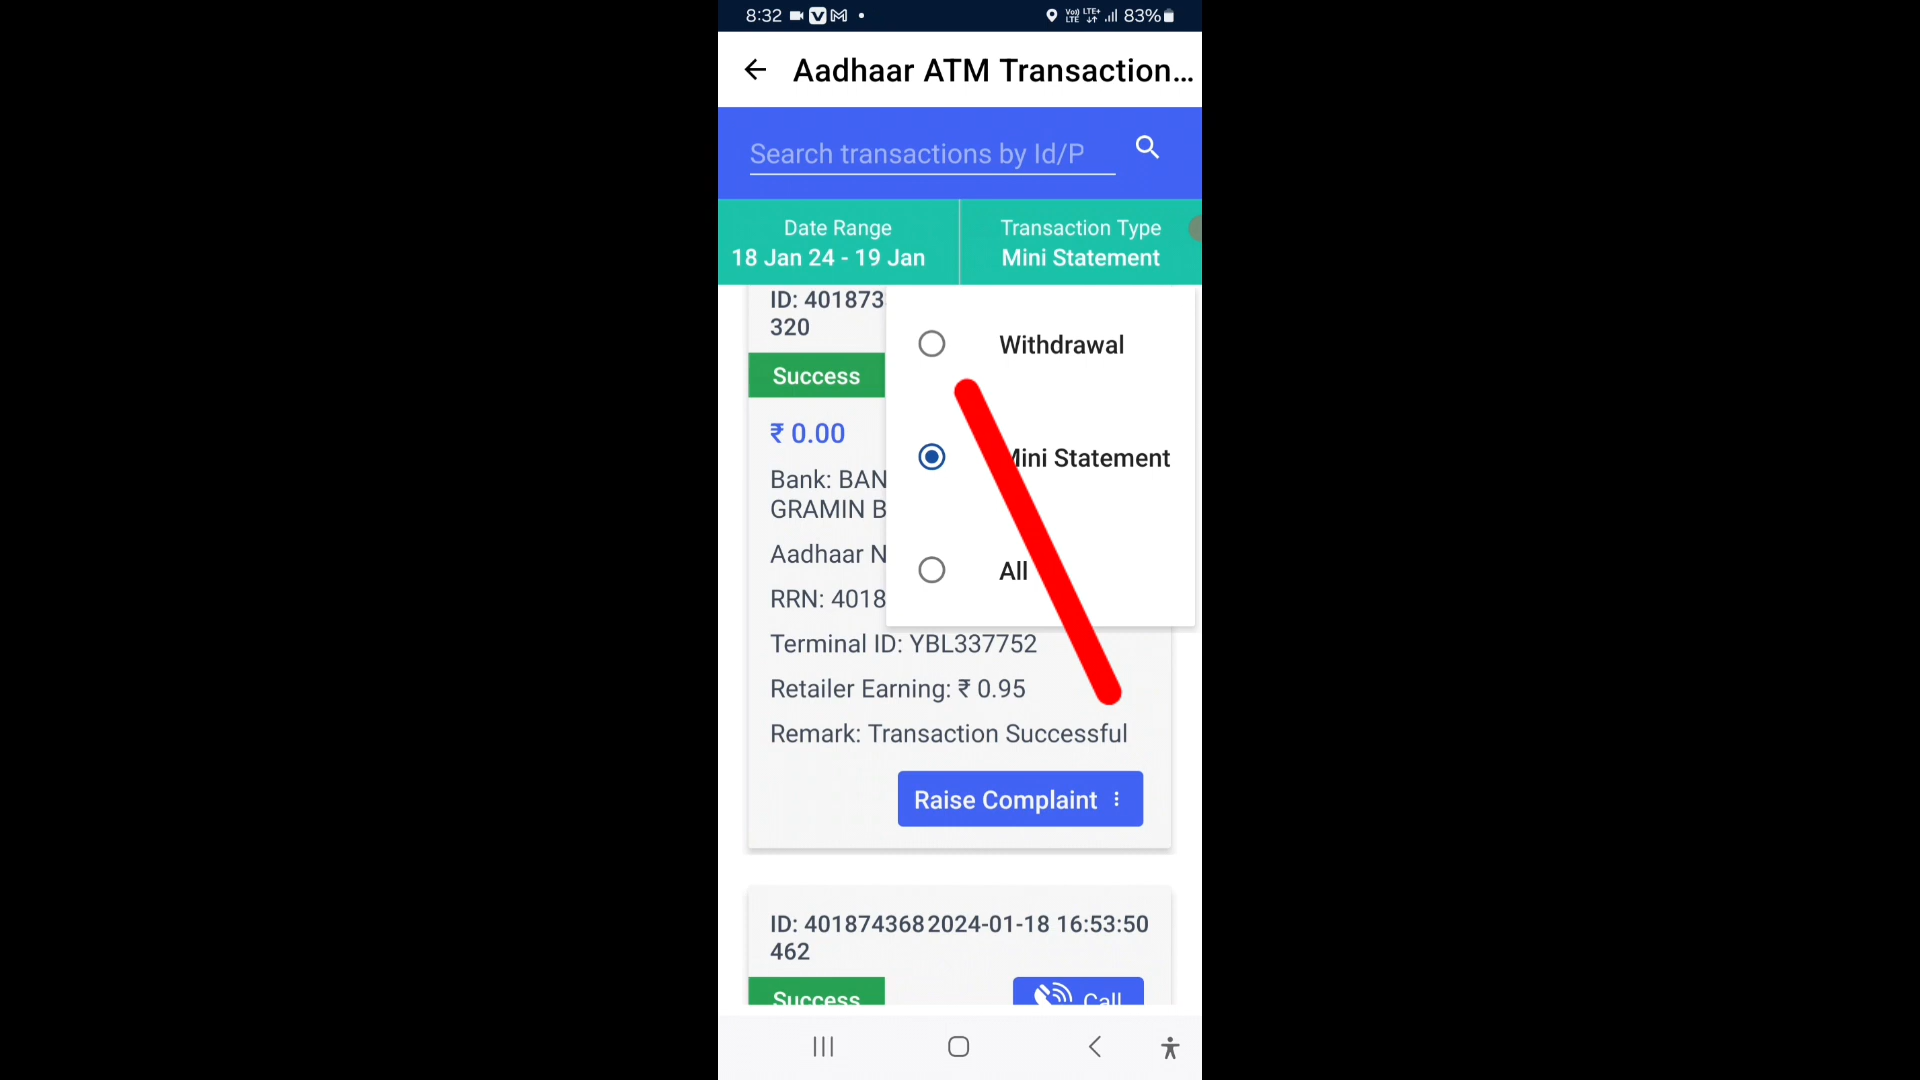 8:32
VoLTE LTE+ 83%
Aadhaar ATM Transaction...
Search transactions by Id/P
Date Range
18 Jan 24 - 19 Jan
Transaction Type
Mini Statement
ID: 401873
320
Success
₹ 0.00
Bank: BAN
GRAMIN B
Aadhaar N
RRN: 4018
Withdrawal
Mini Statement
All
Terminal ID: YBL337752
Retailer Earning: ₹ 0.95
Remark: Transaction Successful
Raise Complaint
ID: 401874368 2024-01-18 16:53:50
462
Success
Call